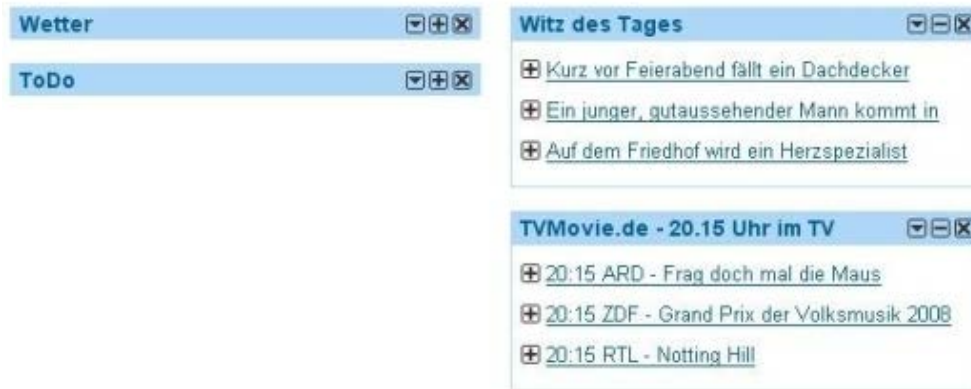 Wetter
ToDo
Witz des Tages
Kurz vor Feierabend fällt ein Dachdecker
Ein junger, gutaussehender Mann kommt in
Auf dem Friedhof wird ein Herzspezialist
TVMovie.de - 20.15 Uhr im TV
20:15 ARD - Frag doch mal die Maus
20:15 ZDF - Grand Prix der Volksmusik 2008
20:15 RTL - Notting Hill